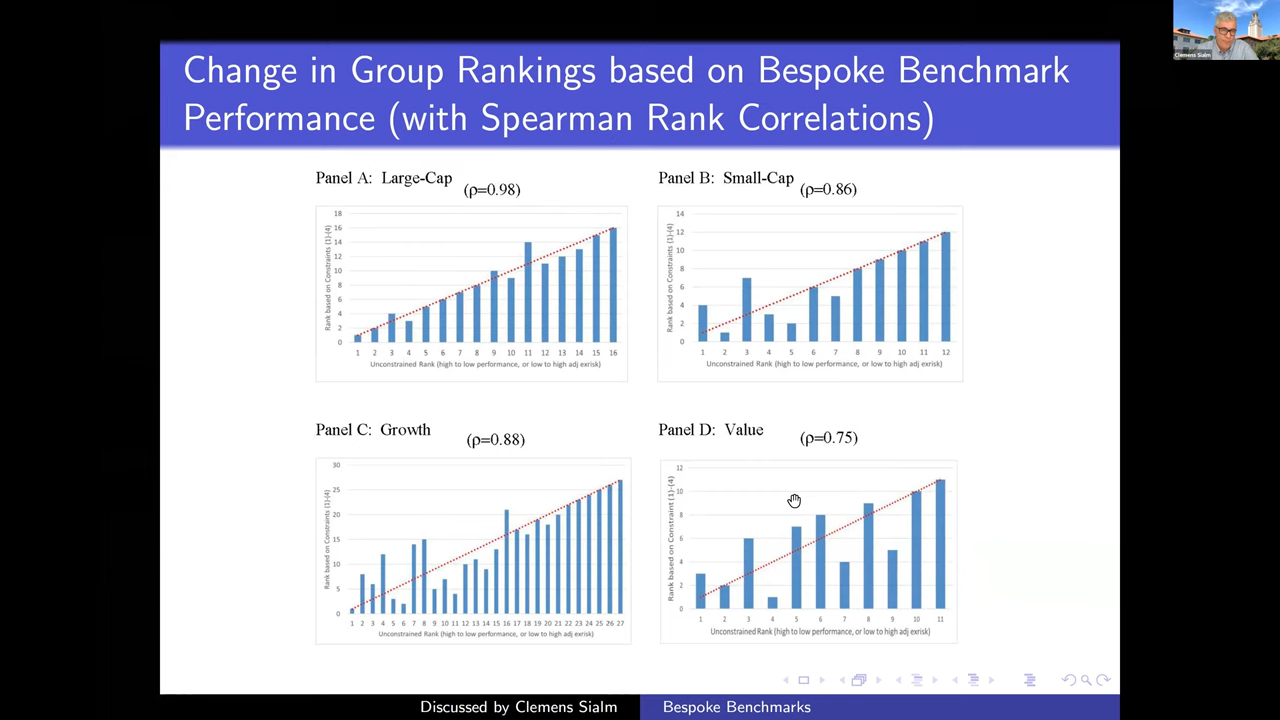 Clemens Sialm
Change in Group Rankings based on Bespoke Benchmark
Performance (with Spearman Rank Correlations)
Panel A: Large-Cap
(ρ=0.98)
Rank based on Constraints (1)-(4)
18
16
14
12
10
8
6
4
2
0
1 2 3 4 5 6 7 8 9 10 11 12 13 14 15 16
Unconstrained Rank (high to low performance, or low to high adj exrisk)
Panel B: Small-Cap
(ρ=0.86)
Rank based on Constraints (1)-(4)
14
12
10
8
6
4
2
0
1 2 3 4 5 6 7 8 9 10 11 12
Unconstrained Rank (high to low performance, or low to high adj exrisk)
Panel C: Growth
(ρ=0.88)
Rank based on Constraints (1)-(4)
30
25
20
15
10
5
0
1 2 3 4 5 6 7 8 9 10 11 12 13 14 15 16 17 18 19 20 21 22 23 24 25 26 27
Unconstrained Rank (high to low performance, or low to high adj exrisk)
Panel D: Value
(ρ=0.75)
Rank based on Constraint (1)-(4)
12
10
8
6
4
2
0
1 2 3 4 5 6 7 8 9 10 11
Unconstrained Rank (high to low performance, or low to high adj exrisk)
Discussed by Clemens Sialm
Bespoke Benchmarks